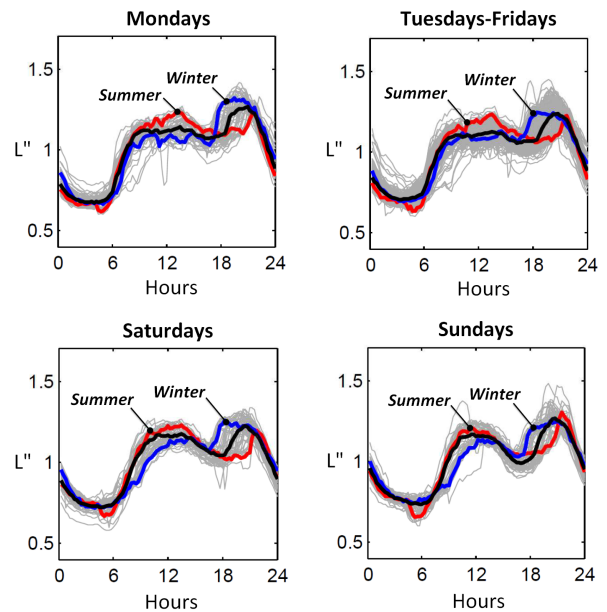 Mondays
1.5
1
0.5
L"
Summer
Winter
0 6 12 18 24
Hours
Tuesdays-Fridays
1.5
1
0.5
Summer
Winter
0 6 12 18 24
Hours
Saturdays
1.5
1
0.5
L"
Summer
Winter
0 6 12 18 24
Hours
Sundays
1.5
1
0.5
L"
Summer
Winter
0 6 12 18 24
Hours